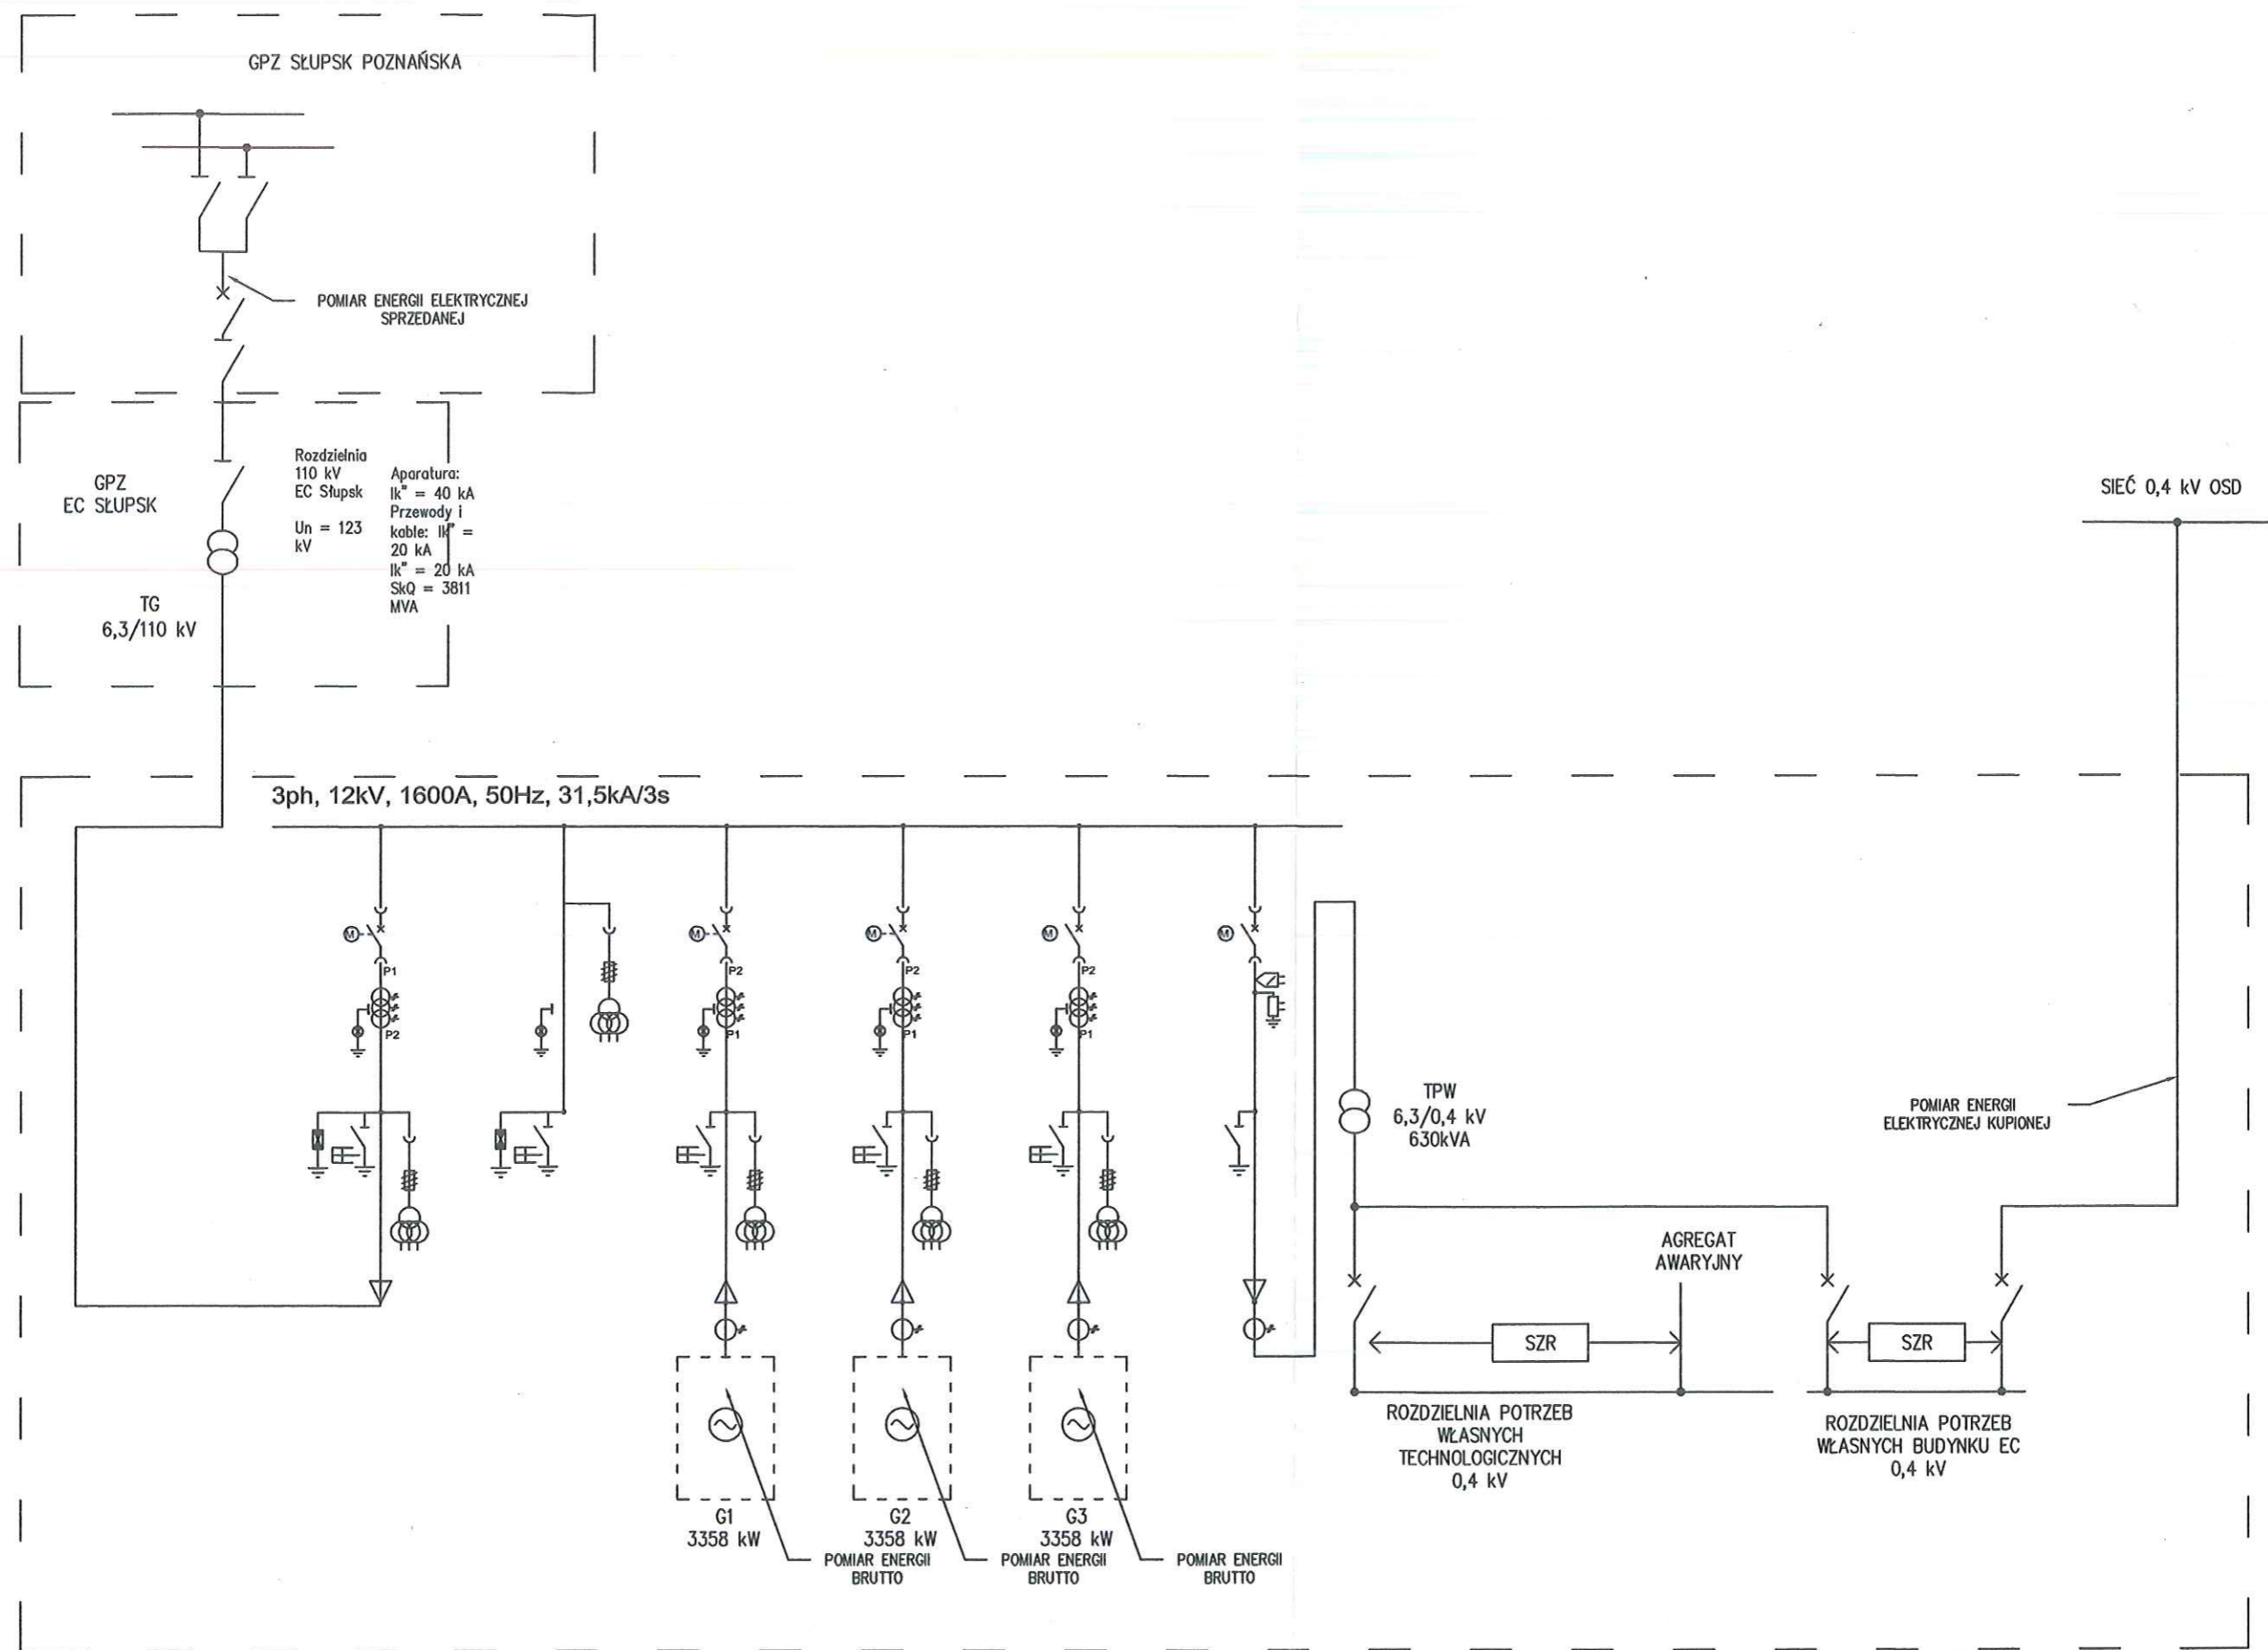 GPZ SŁUPSK POZNAŃSKA
POMIAR ENERGII ELEKTRYCZNEJ
SPRZEDANEJ
GPZ
EC SŁUPSK
Rozdzielnia
110 kV
EC Słupsk
Un = 123
kV
Aparatura:
Ik" = 40 kA
Przewody i
kable: Ik" =
20 kA
Ik" = 20 kA
SkQ = 3811
MVA
TG
6,3/110 kV
SIEĆ 0,4 kV OSD
3ph, 12kV, 1600A, 50Hz, 31,5kA/3s
M
P1
P2
M
P2
P1
M
P2
P1
M
P2
P1
M
TPW
6,3/0,4 kV
630kVA
POMIAR ENERGII
ELEKTRYCZNEJ KUPIONEJ
AGREGAT
AWARYJNY
SZR
SZR
ROZDZIELNIA POTRZEB
WŁASNYCH
TECHNOLOGICZNYCH
0,4 kV
ROZDZIELNIA POTRZEB
WŁASNYCH BUDYNKU EC
0,4 kV
G1
3358 kW
POMIAR ENERGII
BRUTTO
G2
3358 kW
POMIAR ENERGII
BRUTTO
G3
3358 kW
POMIAR ENERGII
BRUTTO